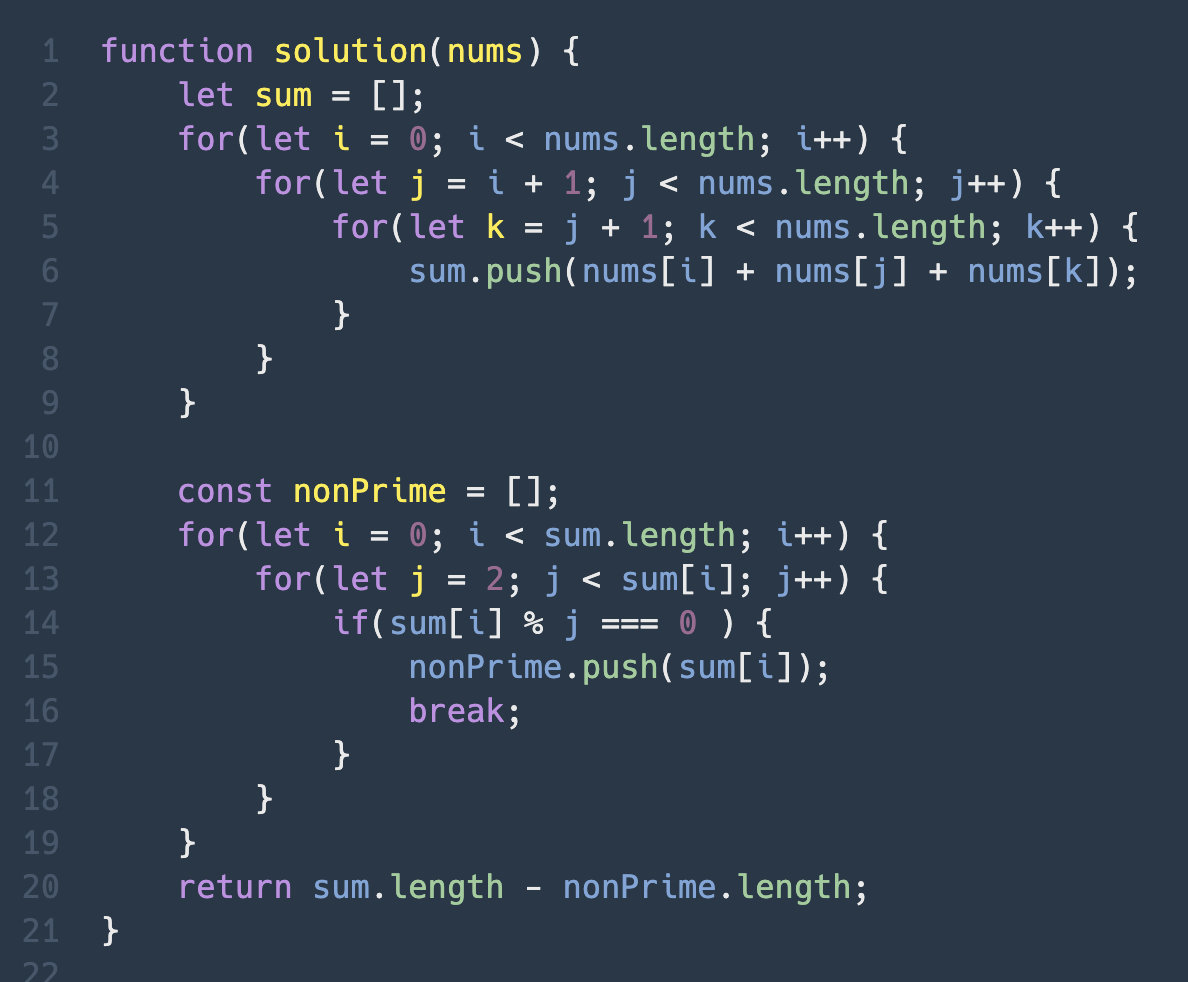 1 function solution(nums) {
2     let sum = [];
3     for(let i = 0; i < nums.length; i++) {
4         for(let j = i + 1; j < nums.length; j++) {
5             for(let k = j + 1; k < nums.length; k++) {
6                 sum.push(nums[i] + nums[j] + nums[k]);
7             }
8         }
9     }
10
11     const nonPrime = [];
12     for(let i = 0; i < sum.length; i++) {
13         for(let j = 2; j < sum[i]; j++) {
14             if(sum[i] % j === 0 ) {
15                 nonPrime.push(sum[i]);
16                 break;
17             }
18         }
19     }
20     return sum.length - nonPrime.length;
21 }
22